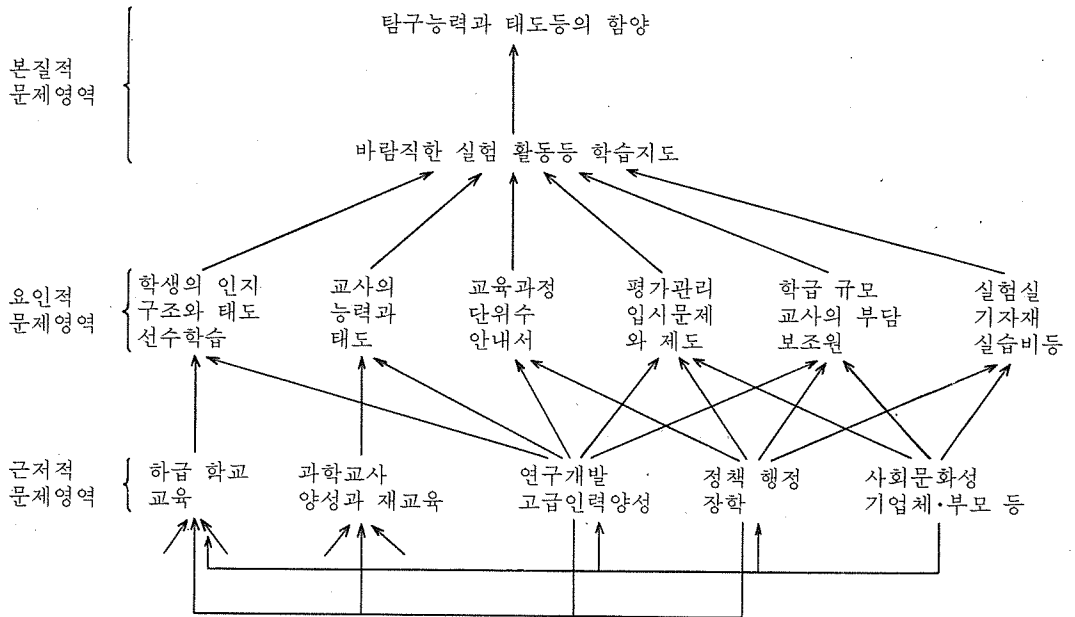 탐구능력과 태도등의 함양
본질적
문제영역
바람직한 실험 활동등 학습지도
요인적
문제영역
학생의 인지
구조와 태도
선수학습
교사의
능력과
태도
교육과정
단위수
안내서
평가관리
입시문제
와 제도
학급 규모
교사의 부담
보조원
실험실
기자재
실습비등
근저적
문제영역
하급 학교
교육
과학교사
양성과 재교육
연구개발
고급인력양성
정책 행정
장학
사회문화성
기업체·부모 등